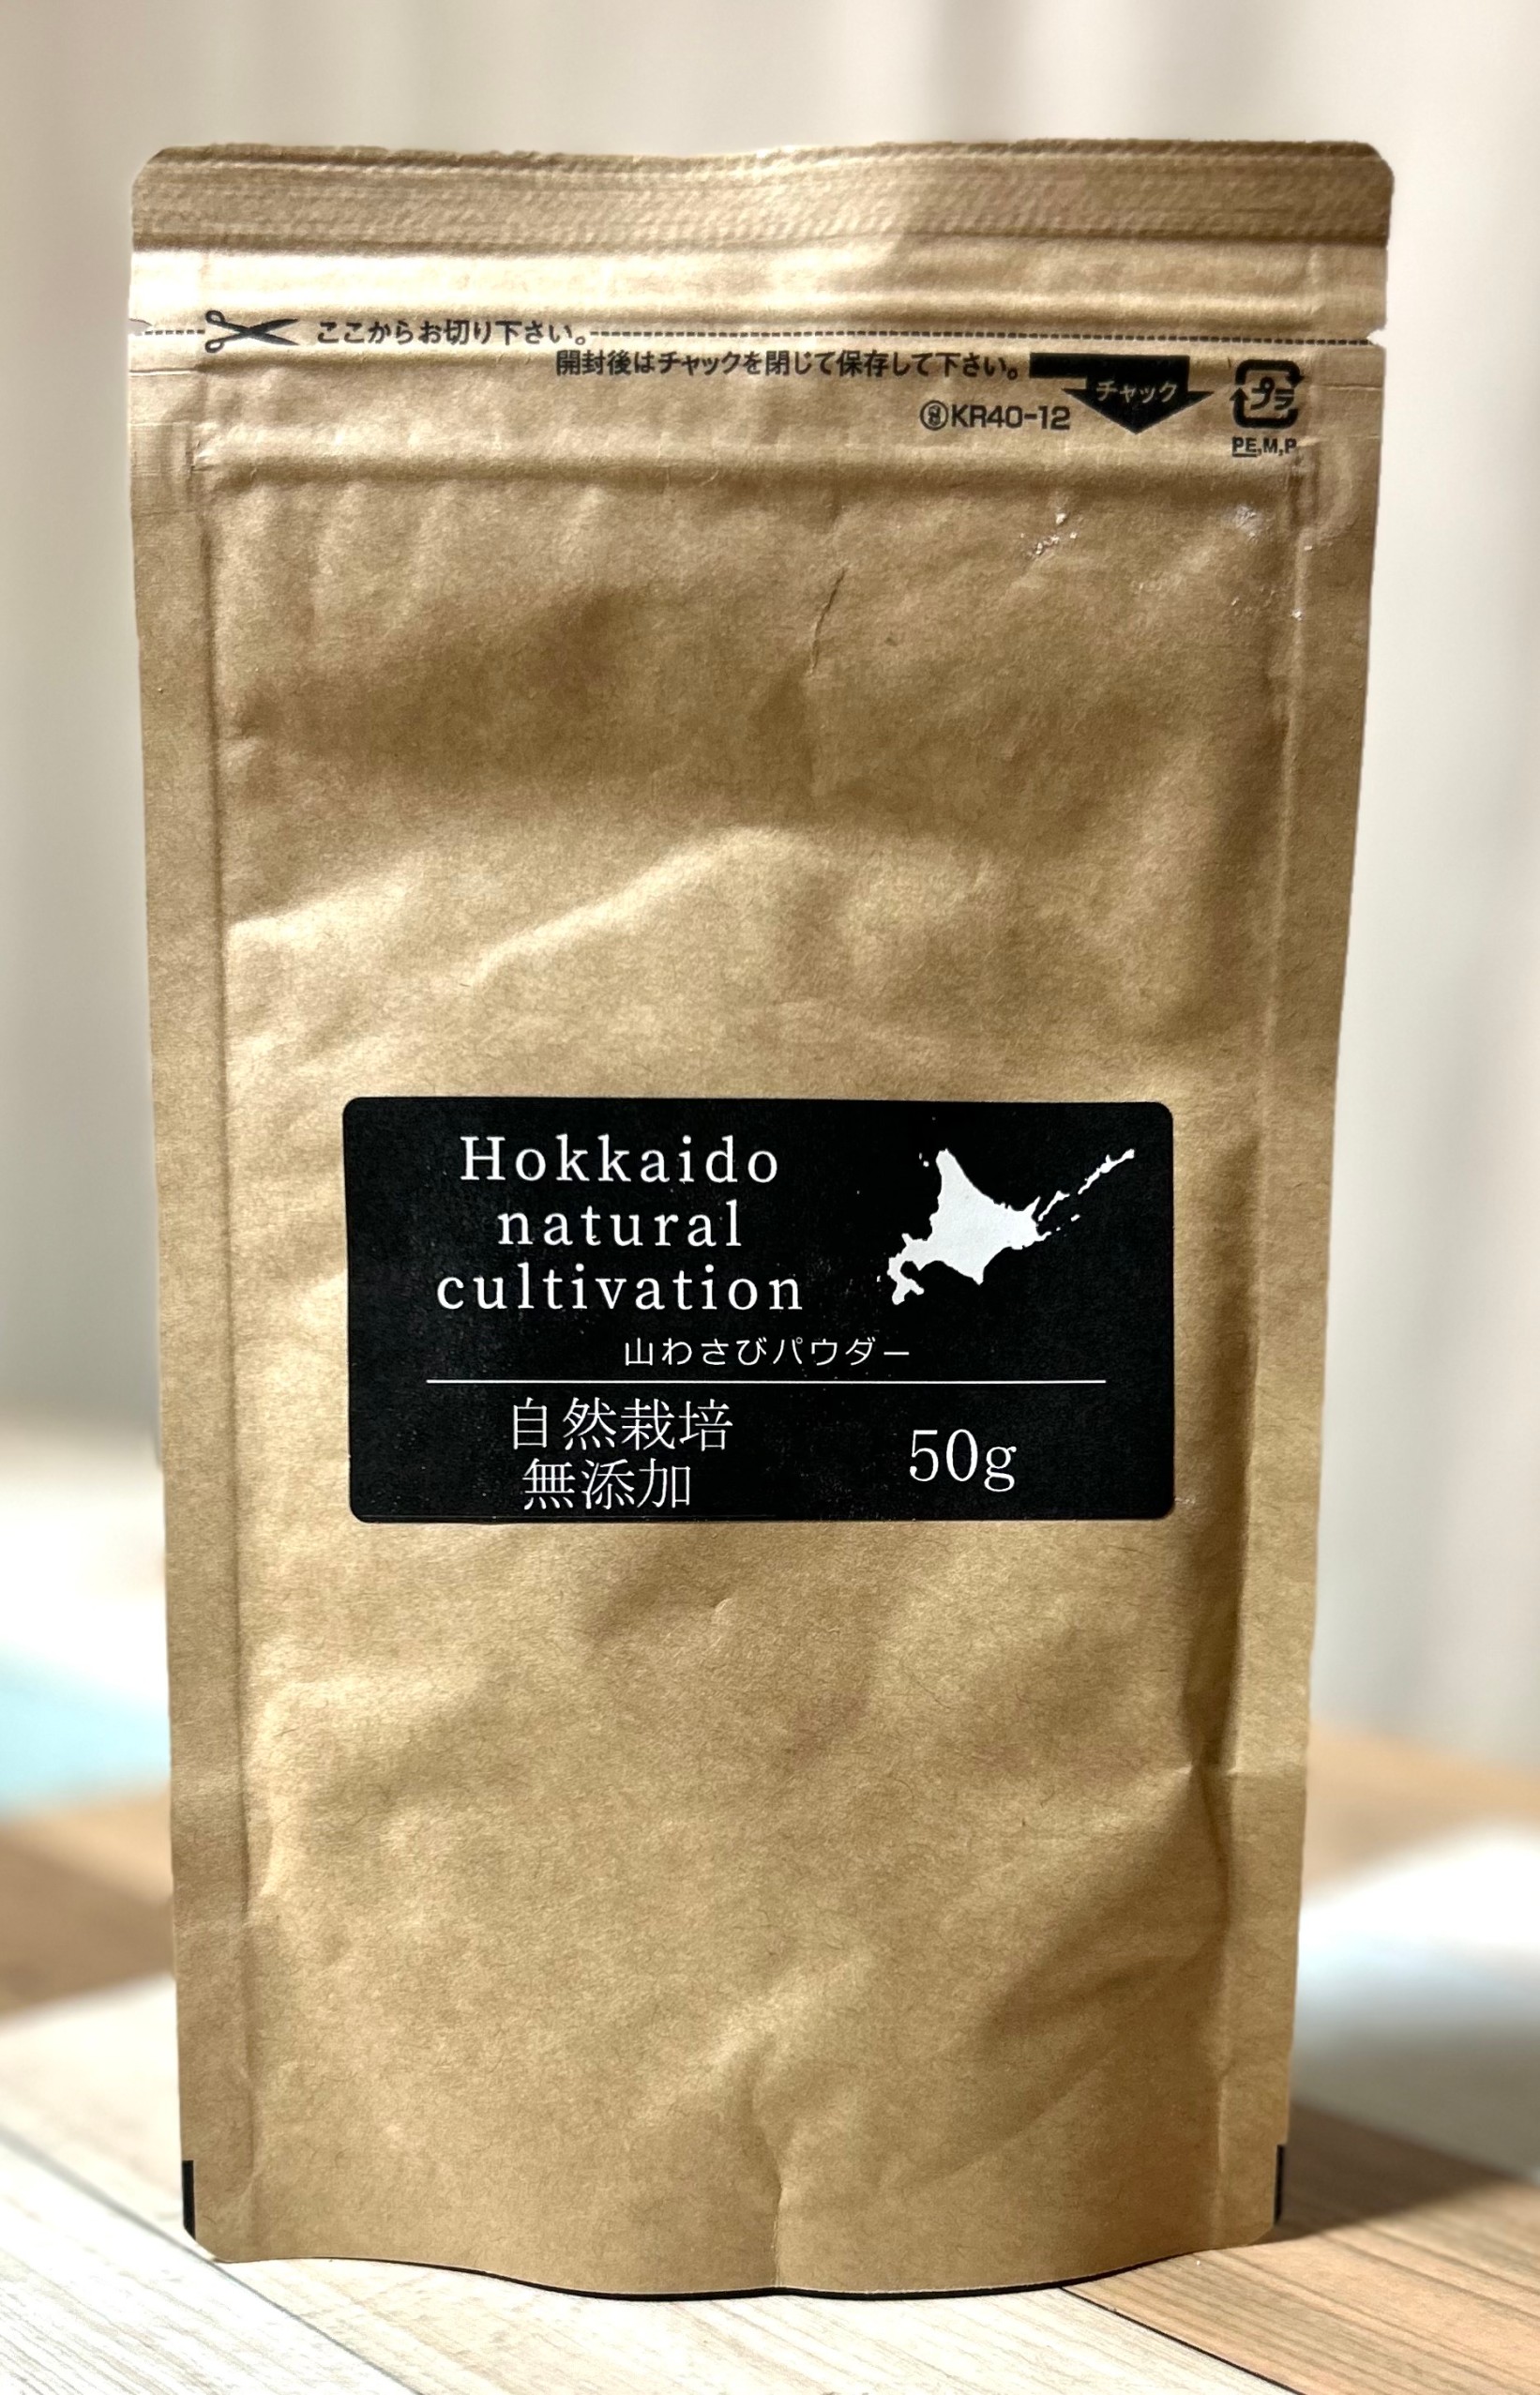 ここからお切り下さい。
開封後はチャックを閉じて保存して下さい。
チャック
プラ
KR40-12
PE,M,P
Hokkaido
natural
cultivation
山わさびパウダー
自然栽培
無添加
50g